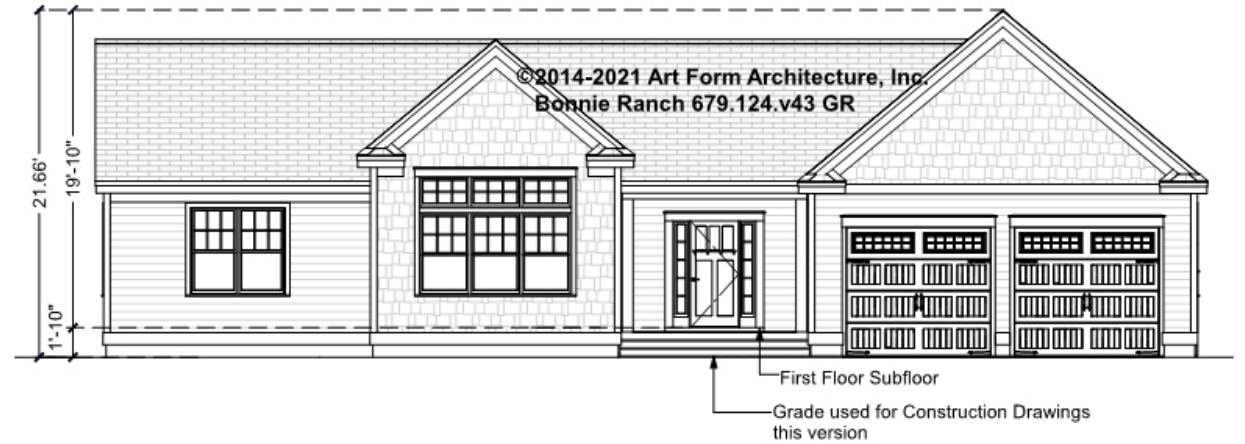 ©2014-2021 Art Form Architecture, Inc.
Bonnie Ranch 679.124.v43 GR
21.66'
19'-10"
1'-10"
First Floor Subfloor
Grade used for Construction Drawings
this version